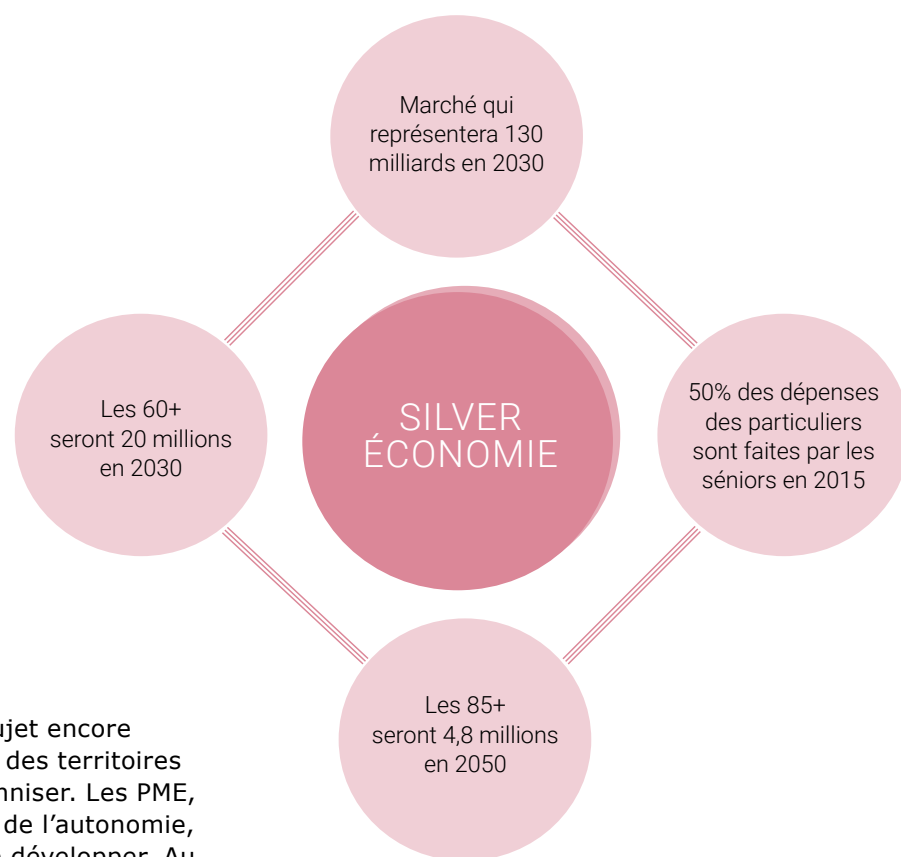 Marché qui
représentera 130
milliards en 2030
Les 60+
seront 20 millions
en 2030
SILVER
ÉCONOMIE
50% des dépenses
des particuliers
sont faites par les
séniors en 2015
Les 85+
seront 4,8 millions
en 2050
encore
des territoires
Les PME,
de l’autonomie,
développer. Au